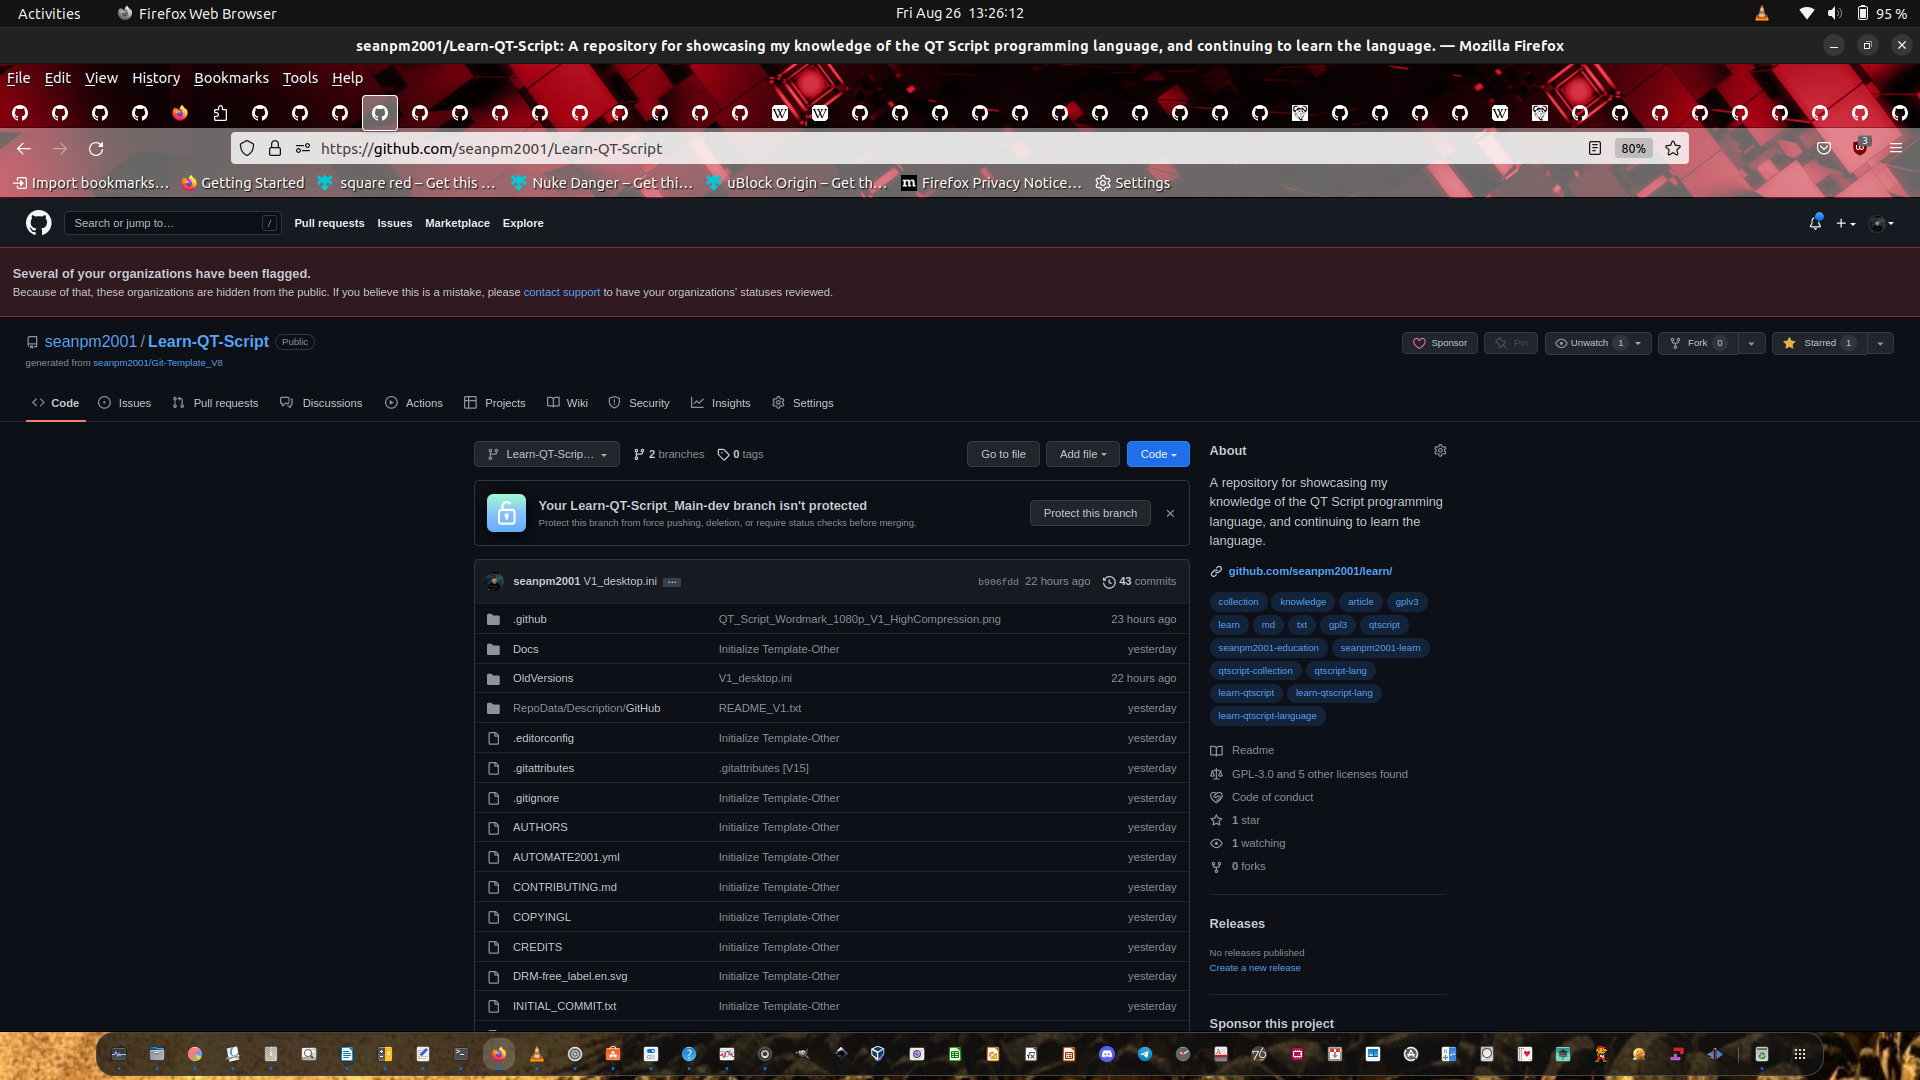 Activities Firefox Web Browser Fri Aug 26 13:26:12 95 %
seanpm2001/Learn-QT-Script: A repository for showcasing my knowledge of the QT Script programming language, and continuing to learn the language. — Mozilla Firefox
File Edit View History Bookmarks Tools Help
https://github.com/seanpm2001/Learn-QT-Script 80% 3
Import bookmarks… Getting Started square red – Get this … Nuke Danger – Get thi… uBlock Origin – Get th… m Firefox Privacy Notice… Settings
Search or jump to… / Pull requests Issues Marketplace Explore
Several of your organizations have been flagged.
Because of that, these organizations are hidden from the public. If you believe this is a mistake, please contact support to have your organizations' statuses reviewed.
seanpm2001 / Learn-QT-Script Public Sponsor Pin Unwatch 1 Fork 0 Starred 1
generated from seanpm2001/Git-Template_V8
Code Issues Pull requests Discussions Actions Projects Wiki Security Insights Settings
Learn-QT-Scrip… 2 branches 0 tags Go to file Add file Code
Your Learn-QT-Script_Main-dev branch isn't protected
Protect this branch from force pushing, deletion, or require status checks before merging.
Protect this branch
seanpm2001 V1_desktop.ini … b906fdd 22 hours ago 43 commits
.github QT_Script_Wordmark_1080p_V1_HighCompression.png 23 hours ago
Docs Initialize Template-Other yesterday
OldVersions V1_desktop.ini 22 hours ago
RepoData/Description/GitHub README_V1.txt yesterday
.editorconfig Initialize Template-Other yesterday
.gitattributes .gitattributes [V15] yesterday
.gitignore Initialize Template-Other yesterday
AUTHORS Initialize Template-Other yesterday
AUTOMATE2001.yml Initialize Template-Other yesterday
CONTRIBUTING.md Initialize Template-Other yesterday
COPYINGL Initialize Template-Other yesterday
CREDITS Initialize Template-Other yesterday
DRM-free_label.en.svg Initialize Template-Other yesterday
INITIAL_COMMIT.txt Initialize Template-Other yesterday
About
A repository for showcasing my
knowledge of the QT Script programming
language, and continuing to learn the
language.
github.com/seanpm2001/learn/
collection knowledge article gplv3
learn md txt gpl3 qtscript
seanpm2001-education seanpm2001-learn
qtscript-collection qtscript-lang
learn-qtscript learn-qtscript-lang
learn-qtscript-language
Readme
GPL-3.0 and 5 other licenses found
Code of conduct
1 star
1 watching
0 forks
Releases
No releases published
Create a new release
Sponsor this project